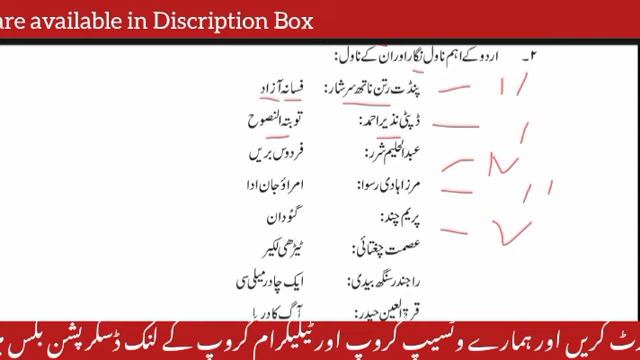 are available in Discription Box
۲۔ اردو کے اہم ناول نگار اور ان کے ناول:
پنڈت رتن ناتھ سرشار: فسانہ آزاد
ڈپٹی نذیر احمد: توبتہ النصوح
عبدالحلیم شرر: فردوس بریں
مرزا ہادی رسوا: امراؤ جان ادا
پریم چند: گئودان
عصمت چغتائی: ٹیڑھی لکیر
راجندر سنگھ بیدی: ایک چادر میلی سی
قرۃ العین حیدر: آگ کا دریا
ٹ کریں اور ہمارے وٹسیپ گروپ اور ٹیلیگرام گروپ کے لنک ڈسکرپشن بکس میں